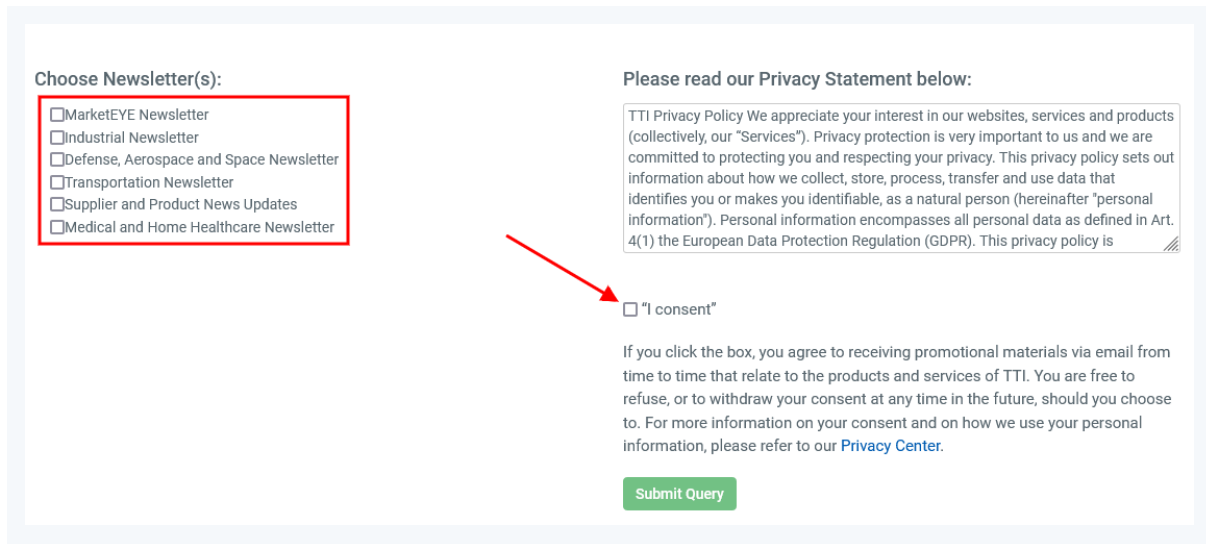 Choose Newsletter(s):
MarketEYE Newsletter
Industrial Newsletter
Defense, Aerospace and Space Newsletter
Transportation Newsletter
Supplier and Product News Updates
Medical and Home Healthcare Newsletter
Please read our Privacy Statement below:
TTI Privacy Policy We appreciate your interest in our websites, services and products
(collectively, our “Services”). Privacy protection is very important to us and we are
committed to protecting you and respecting your privacy. This privacy policy sets out
information about how we collect, store, process, transfer and use data that
identifies you or makes you identifiable, as a natural person (hereinafter "personal
information"). Personal information encompasses all personal data as defined in Art.
4(1) the European Data Protection Regulation (GDPR). This privacy policy is
“I consent”
If you click the box, you agree to receiving promotional materials via email from
time to time that relate to the products and services of TTI. You are free to
refuse, or to withdraw your consent at any time in the future, should you choose
to. For more information on your consent and on how we use your personal
information, please refer to our Privacy Center.
Submit Query